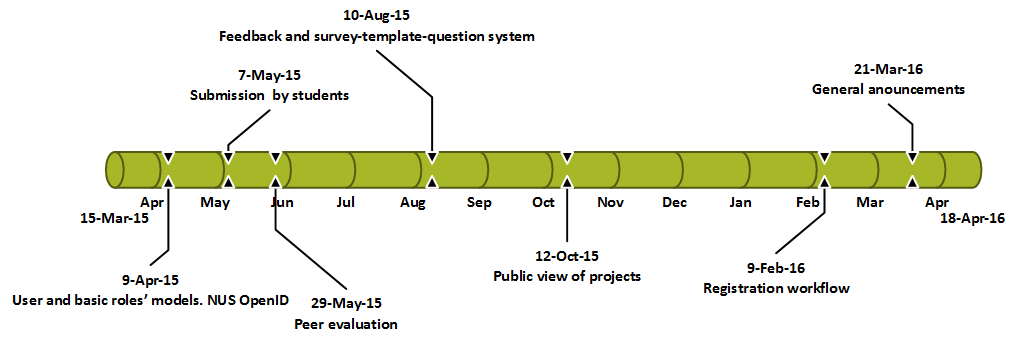 10-Aug-15
Feedback and survey-template-question system
7-May-15
Submission by students
21-Mar-16
General anouncements
Apr May Jun Jul Aug Sep Oct Nov Dec Jan Feb Mar Apr
15-Mar-15
18-Apr-16
9-Apr-15
User and basic roles’ models. NUS OpenID
29-May-15
Peer evaluation
12-Oct-15
Public view of projects
9-Feb-16
Registration workflow